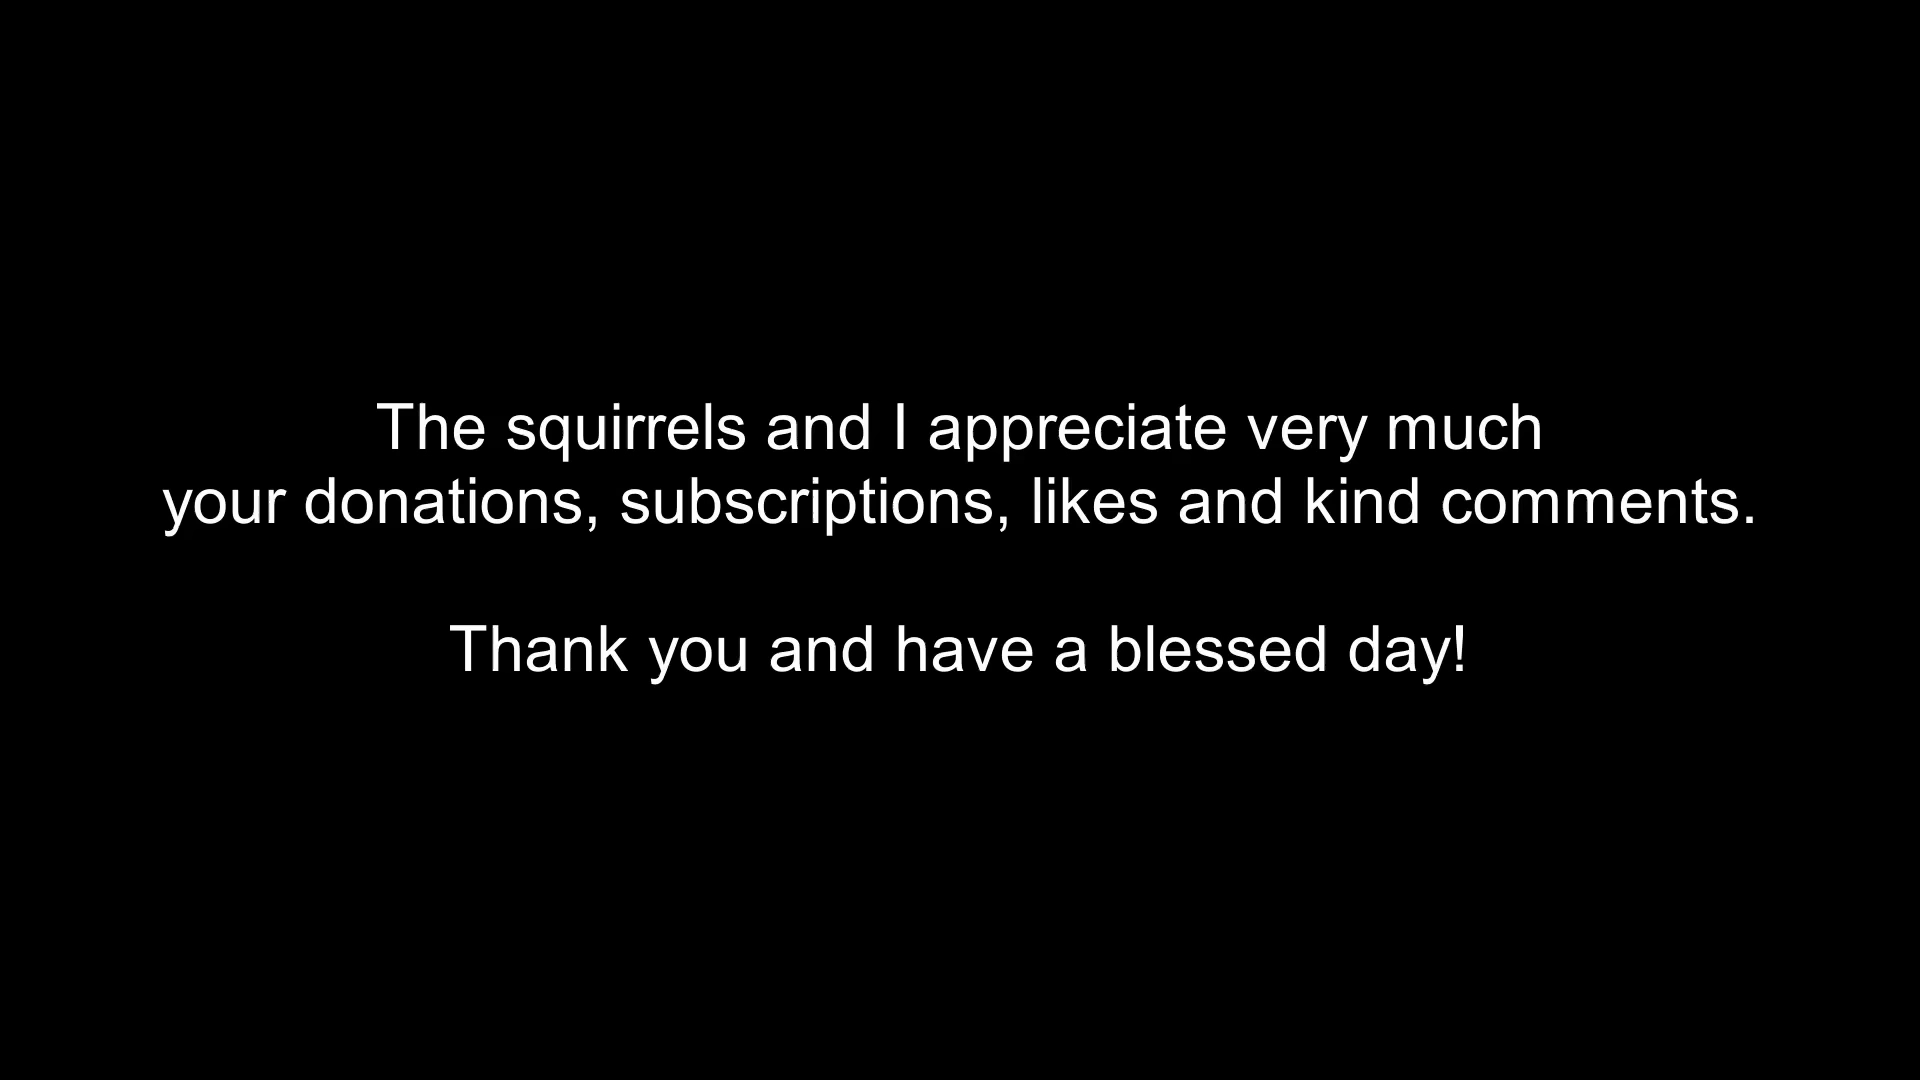 The squirrels and I appreciate very much
your donations, subscriptions, likes and kind comments.
Thank you and have a blessed day!